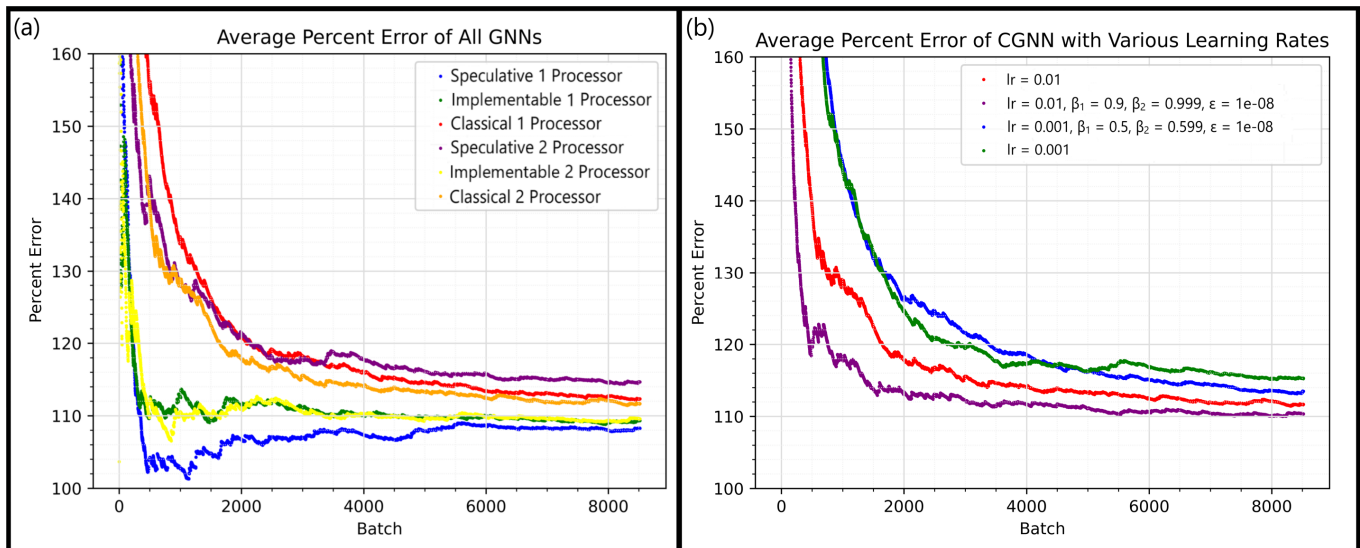 (a)
Average Percent Error of All GNNs
160
150
140
130
120
110
100
Percent Error
Speculative 1 Processor
Implementable 1 Processor
Classical 1 Processor
Speculative 2 Processor
Implementable 2 Processor
Classical 2 Processor
0 2000 4000 6000 8000
Batch
(b)
Average Percent Error of CGNN with Various Learning Rates
160
150
140
130
120
110
100
Percent Error
lr = 0.01
lr = 0.01, β₁ = 0.9, β₂ = 0.999, ε = 1e-08
lr = 0.001, β₁ = 0.5, β₂ = 0.599, ε = 1e-08
lr = 0.001
0 2000 4000 6000 8000
Batch